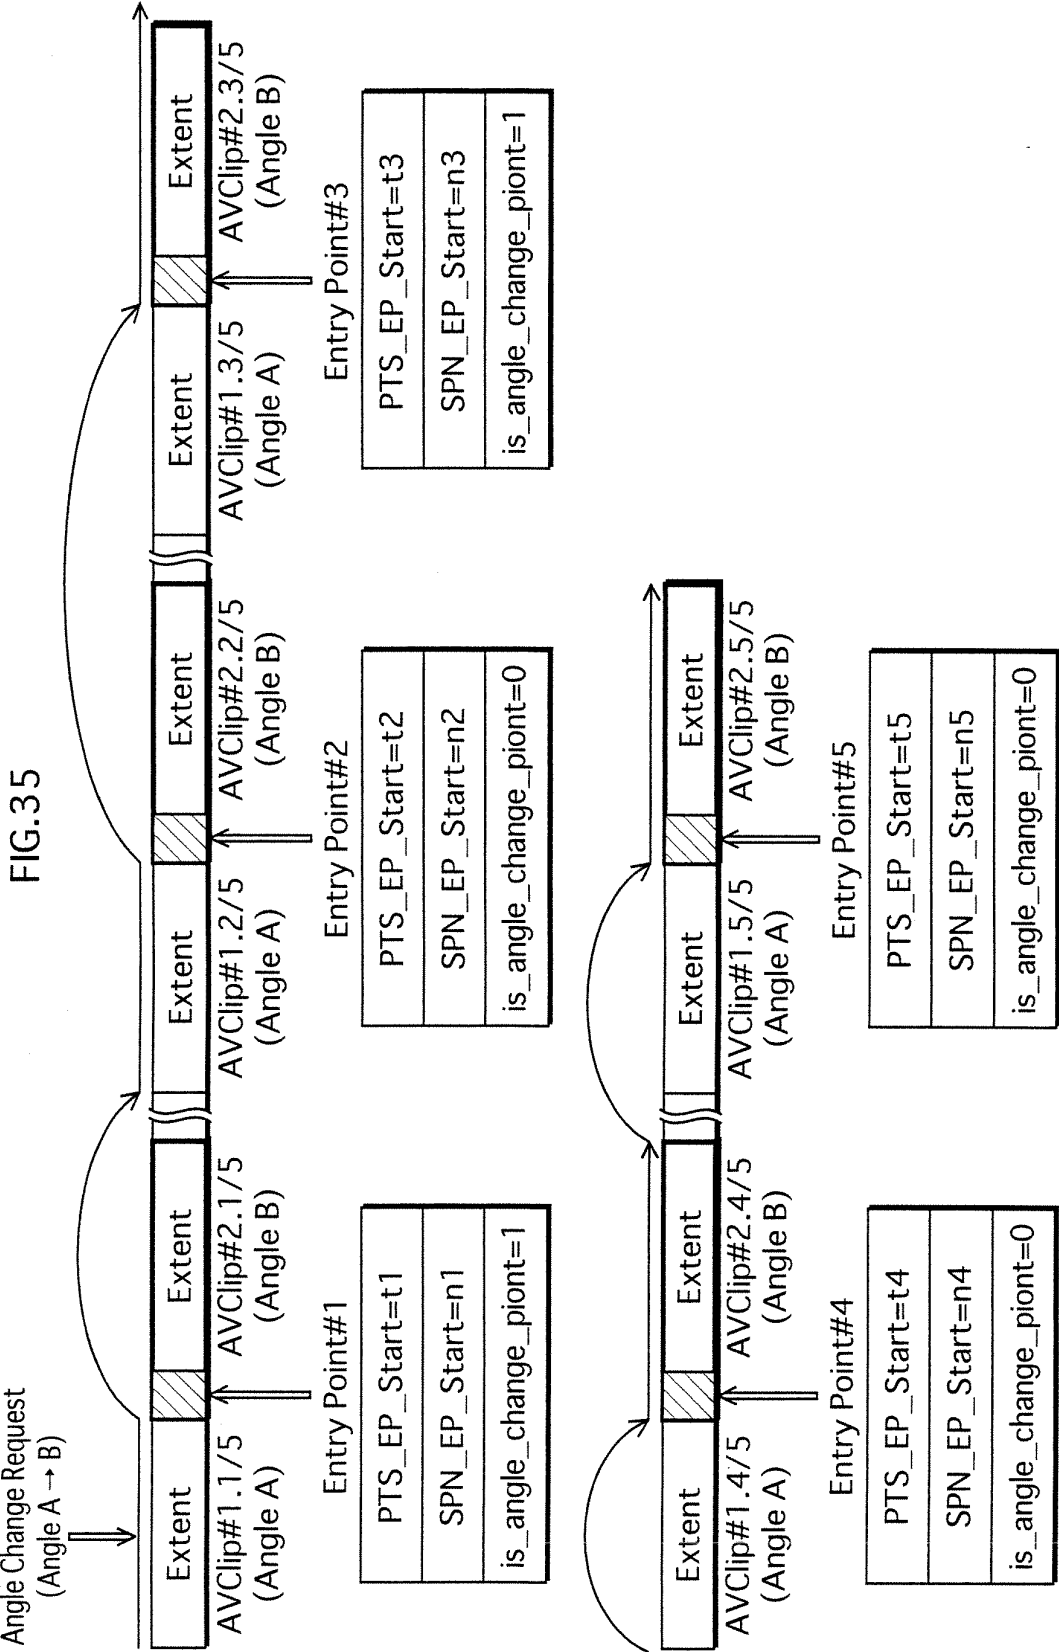 FIG.35
Angle Change Request
(Angle A → B)
Extent
Extent
Extent
Extent
Extent
Extent
AVClip#1.1/5
(Angle A)
AVClip#2.1/5
(Angle B)
AVClip#1.2/5
(Angle A)
AVClip#2.2/5
(Angle B)
AVClip#1.3/5
(Angle A)
AVClip#2.3/5
(Angle B)
Entry Point#1
PTS_EP_Start=t1
SPN_EP_Start=n1
is_angle_change_piont=1
Entry Point#2
PTS_EP_Start=t2
SPN_EP_Start=n2
is_angle_change_piont=0
Entry Point#3
PTS_EP_Start=t3
SPN_EP_Start=n3
is_angle_change_piont=1
Extent
Extent
Extent
Extent
AVClip#1.4/5
(Angle A)
AVClip#2.4/5
(Angle B)
AVClip#1.5/5
(Angle A)
AVClip#2.5/5
(Angle B)
Entry Point#4
PTS_EP_Start=t4
SPN_EP_Start=n4
is_angle_change_piont=0
Entry Point#5
PTS_EP_Start=t5
SPN_EP_Start=n5
is_angle_change_piont=0